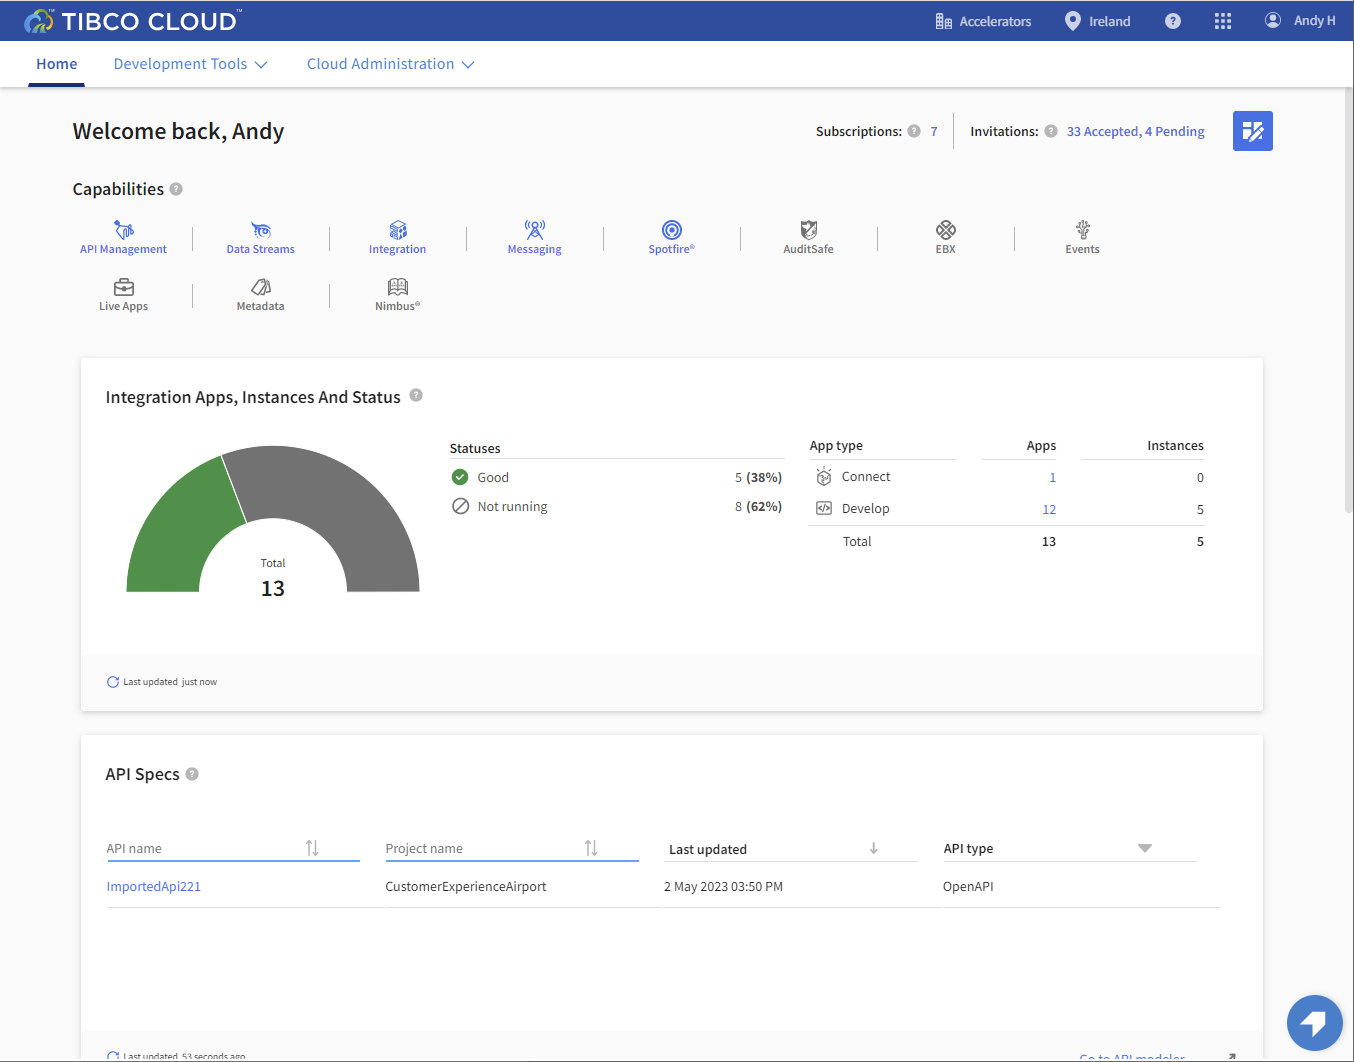 TIBCO CLOUD™
Accelerators
Ireland
?
Andy H
Home
Development Tools
Cloud Administration
Welcome back, Andy
Subscriptions: ? 7
Invitations: ? 33 Accepted, 4 Pending
Capabilities ?
API Management
Data Streams
Integration
Messaging
Spotfire®
AuditSafe
EBX
Events
Live Apps
Metadata
Nimbus®
Integration Apps, Instances And Status ?
Total
13
Statuses
Good 5 (38%)
Not running 8 (62%)
App type Apps Instances
Connect 1 0
Develop 12 5
Total 13 5
Last updated just now
API Specs ?
API name Project name Last updated API type
ImportedApi221 CustomerExperienceAirport 2 May 2023 03:50 PM OpenAPI
Last updated 53 seconds ago
Go to API modeler